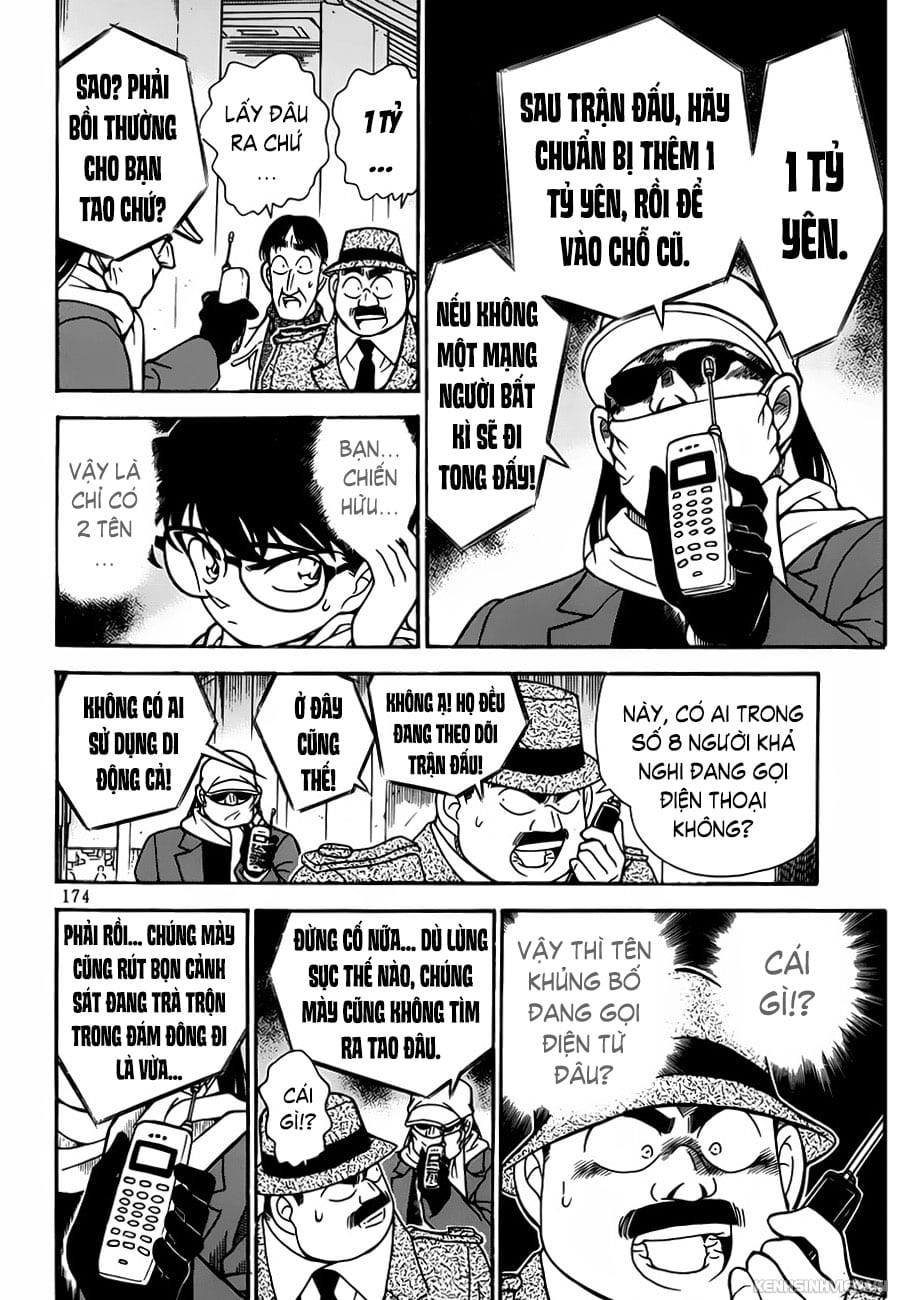 1 TỶ
YÊN.
SAU TRẬN ĐẤU, HÃY
CHUẨN BỊ THÊM 1
TỶ YÊN, RỒI ĐỂ
VÀO CHỖ CŨ.
NẾU KHÔNG
MỘT MẠNG
NGƯỜI BẤT
KÌ SẼ ĐI
TONG ĐẤY!
1 TỶ
...
LẤY ĐÂU
RA CHỨ
...
SAO? PHẢI
BỒI THƯỜNG
CHO BẠN
TAO CHỨ?
BẠN...
CHIẾN
HỮU...
VẬY LÀ
CHỈ CÓ
2 TÊN
...
NÀY, CÓ AI TRONG
SỐ 8 NGƯỜI KHẢ
NGHI ĐANG GỌI
ĐIỆN THOẠI
KHÔNG?
KHÔNG Ạ! HỌ ĐỀU
ĐANG THEO DÕI
TRẬN ĐẤU!
Ở ĐÂY
CŨNG
THẾ!
KHÔNG CÓ AI
SỬ DỤNG DI
ĐỘNG CẢ!
174
CÁI
GÌ!?
VẬY THÌ TÊN
KHỦNG BỐ
ĐANG GỌI
ĐIỆN TỪ
ĐÂU?
ĐỪNG CỐ NỮA... DÙ LÙNG
SỤC THẾ NÀO, CHÚNG
MÀY CŨNG KHÔNG TÌM
RA TAO ĐÂU.
CÁI
GÌ!?
PHẢI RỒI... CHÚNG MÀY
CŨNG RÚT BỌN CẢNH
SÁT ĐANG TRÀ TRỘN
TRONG ĐÁM ĐÔNG ĐI
LÀ VỪA...
KENHSINHVIEN.VN